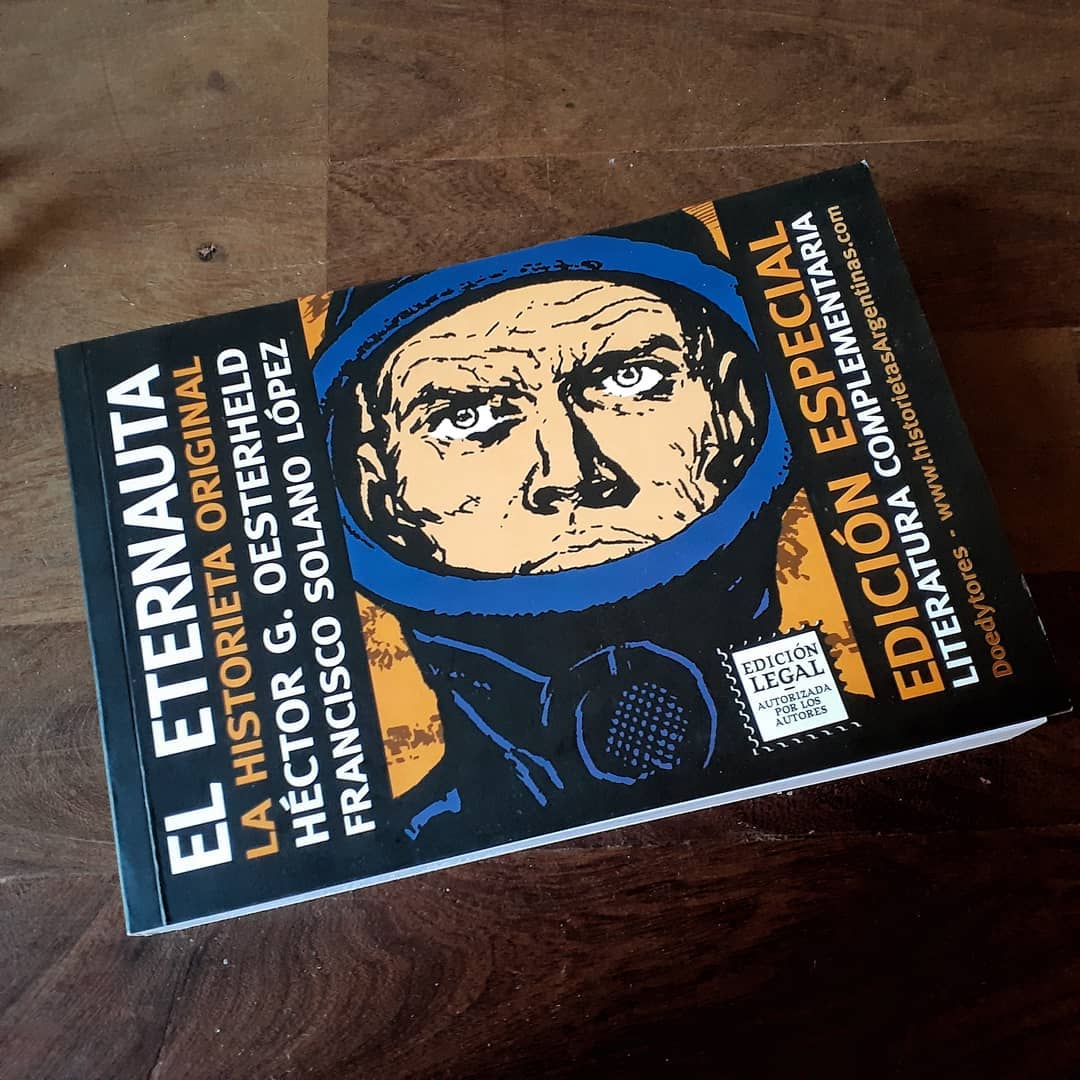 EL ETERNAUTA
LA HISTORIETA ORIGINAL
HÉCTOR G. OESTERHELD
FRANCISCO SOLANO LÓPEZ
EDICIÓN
LEGAL
AUTORIZADA
POR LOS
AUTORES
EDICIÓN ESPECIAL
LITERATURA COMPLEMENTARIA
Doedytores - www.historietasArgentinas.com